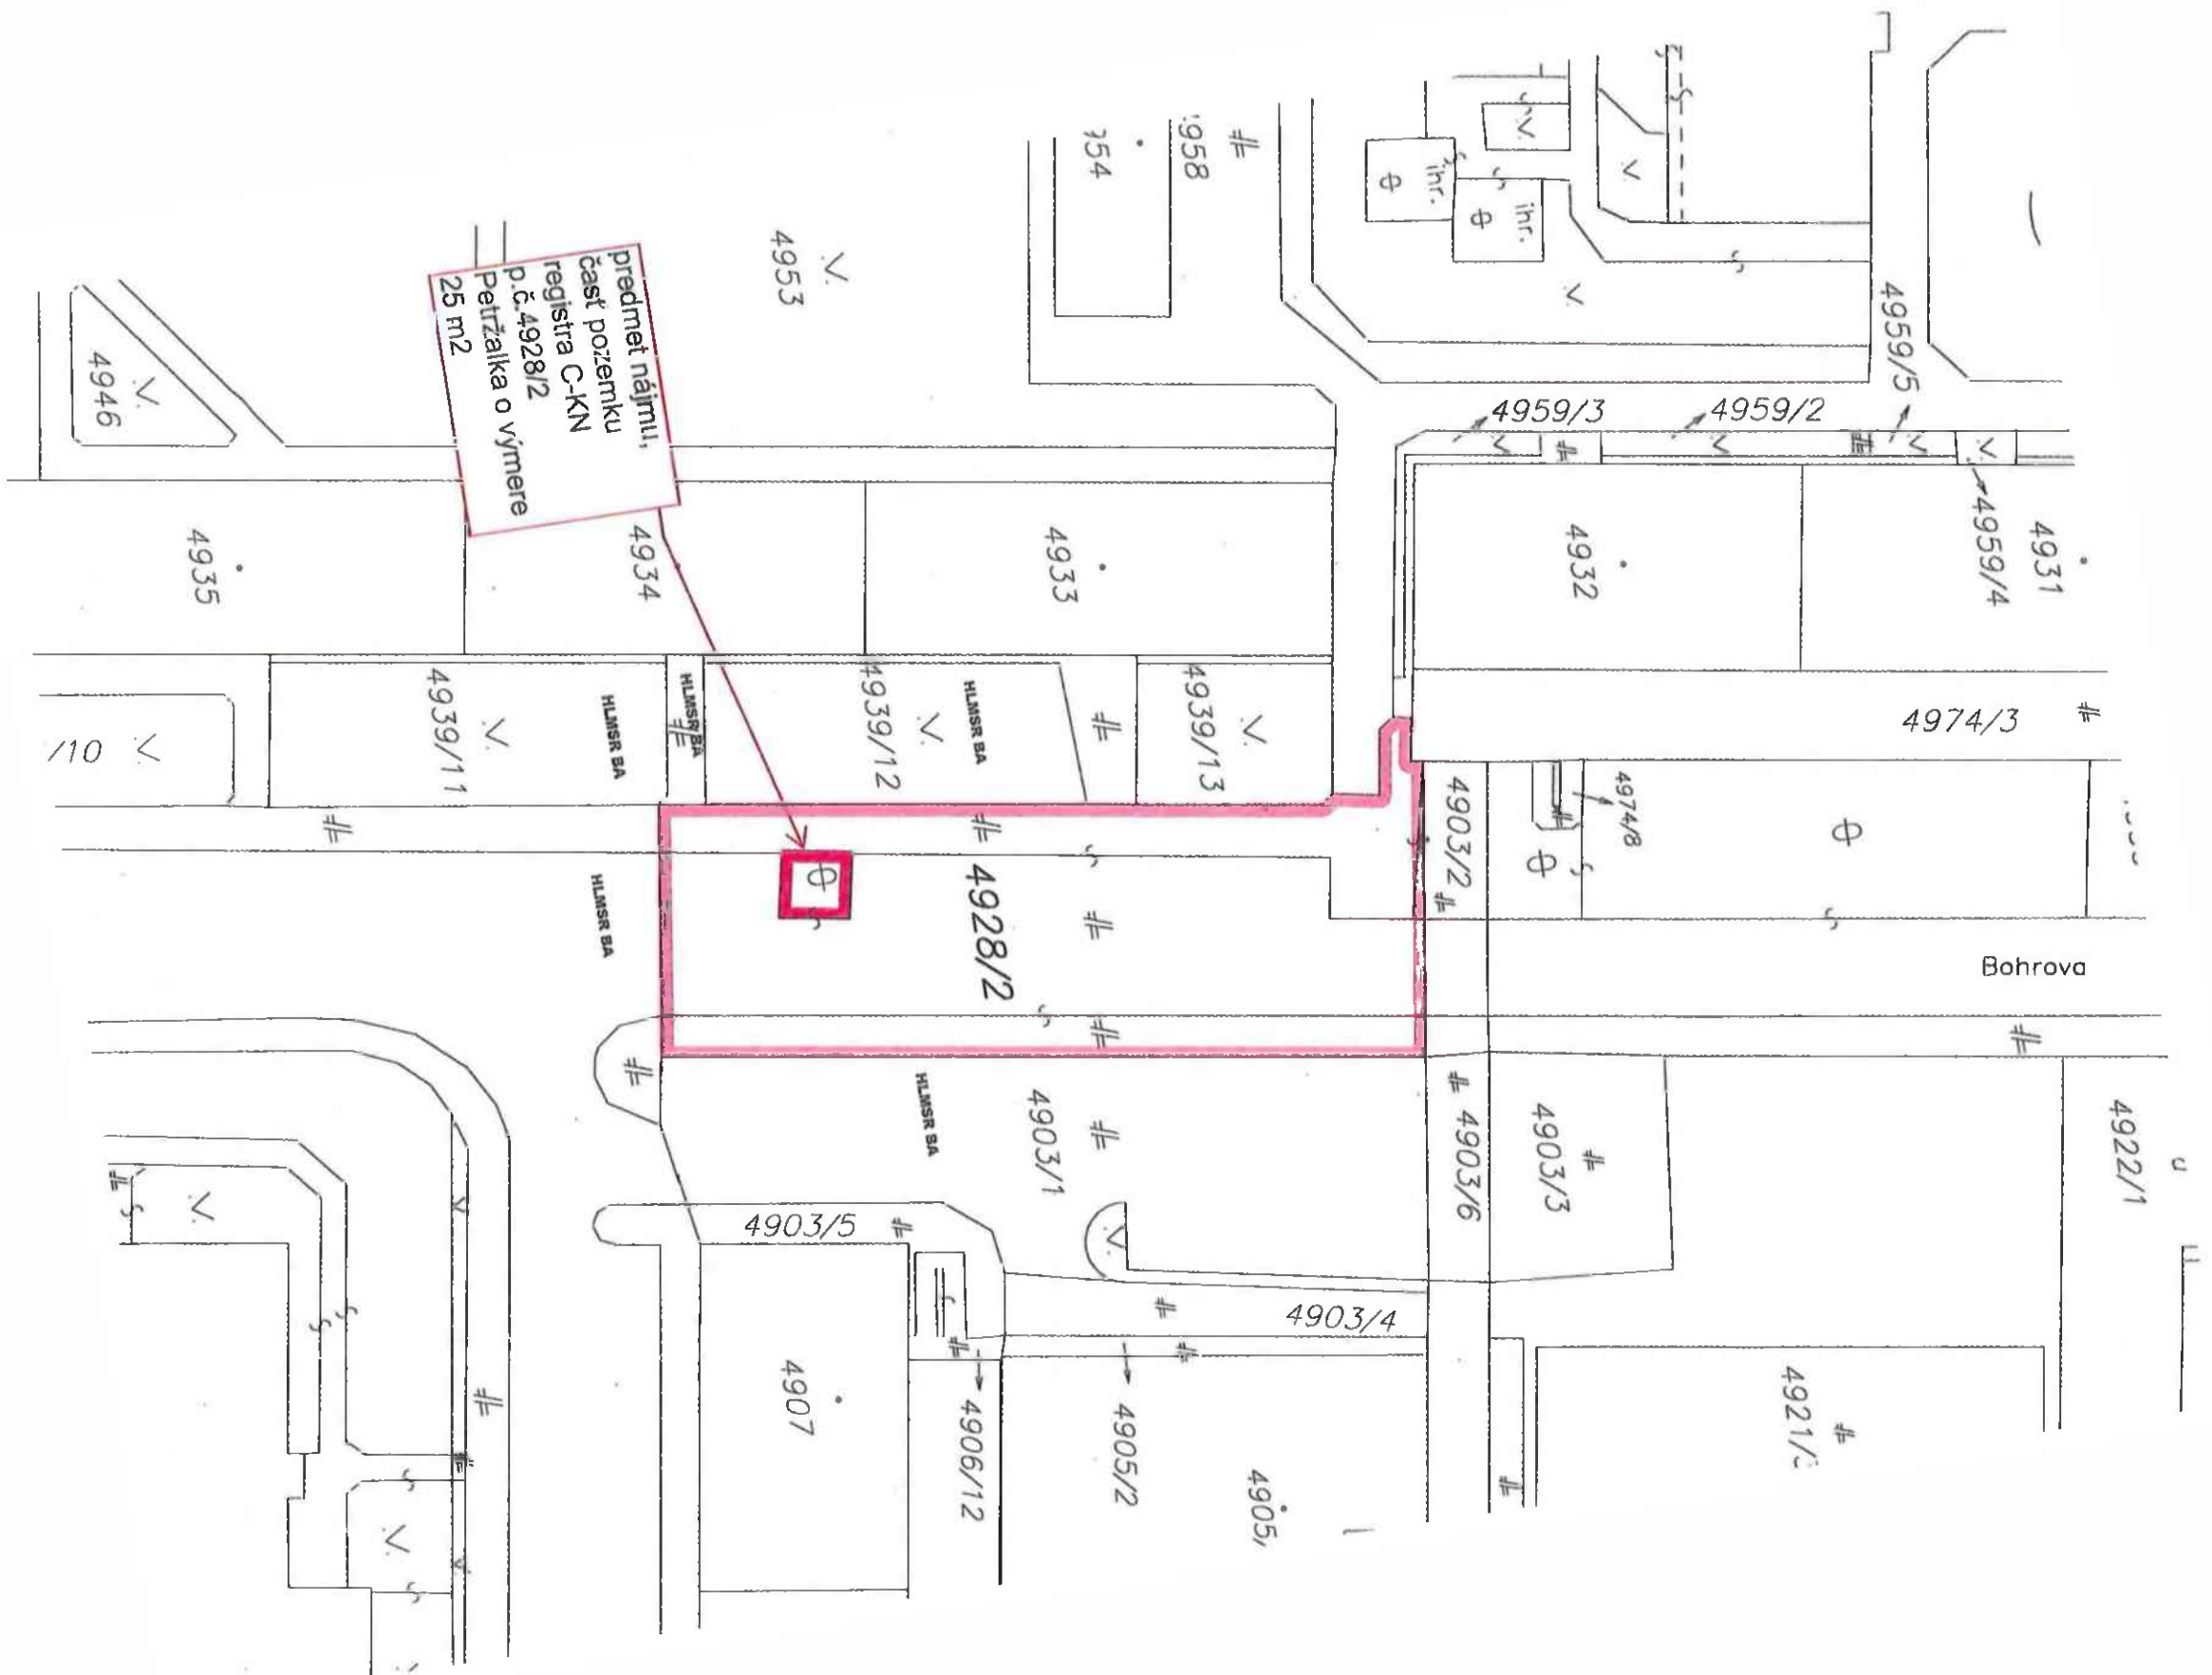 predmet nájmu,
časť pozemku
registra C-KN
p.č.4928/2
Petržalka o výmere
25 m2
4953
4946
4935
4934
4933
4932
4931
4959/5
4959/3
4959/2
4959/4
ihr.
ihr.
4974/3
4974/8
4939/11
4939/12
4939/13
HLMSR BA
HLMSR BA
HLMSR BA
HLMSR BA
HLMSR BA
/10
4928/2
4903/2
Bohrova
4903/1
4903/6
4903/3
4922/1
4903/5
4903/4
4907
4906/12
4905/2